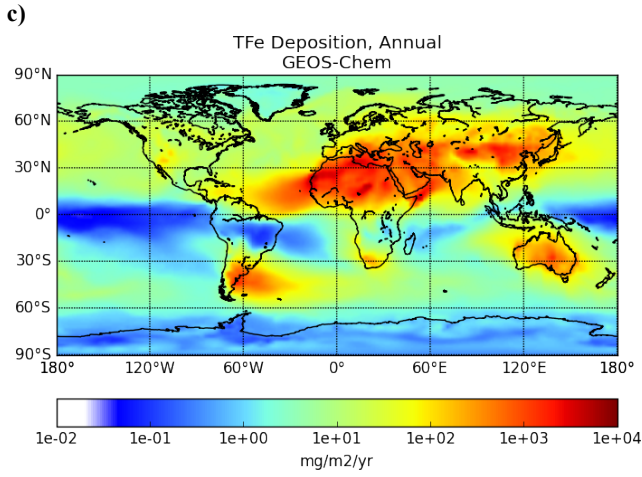 c)
TFe Deposition, Annual
GEOS-Chem
90°N
60°N
30°N
0°
30°S
60°S
90°S
180° 120°W 60°W 0° 60°E 120°E 180°
1e-02 1e-01 1e+00 1e+01 1e+02 1e+03 1e+04
mg/m2/yr